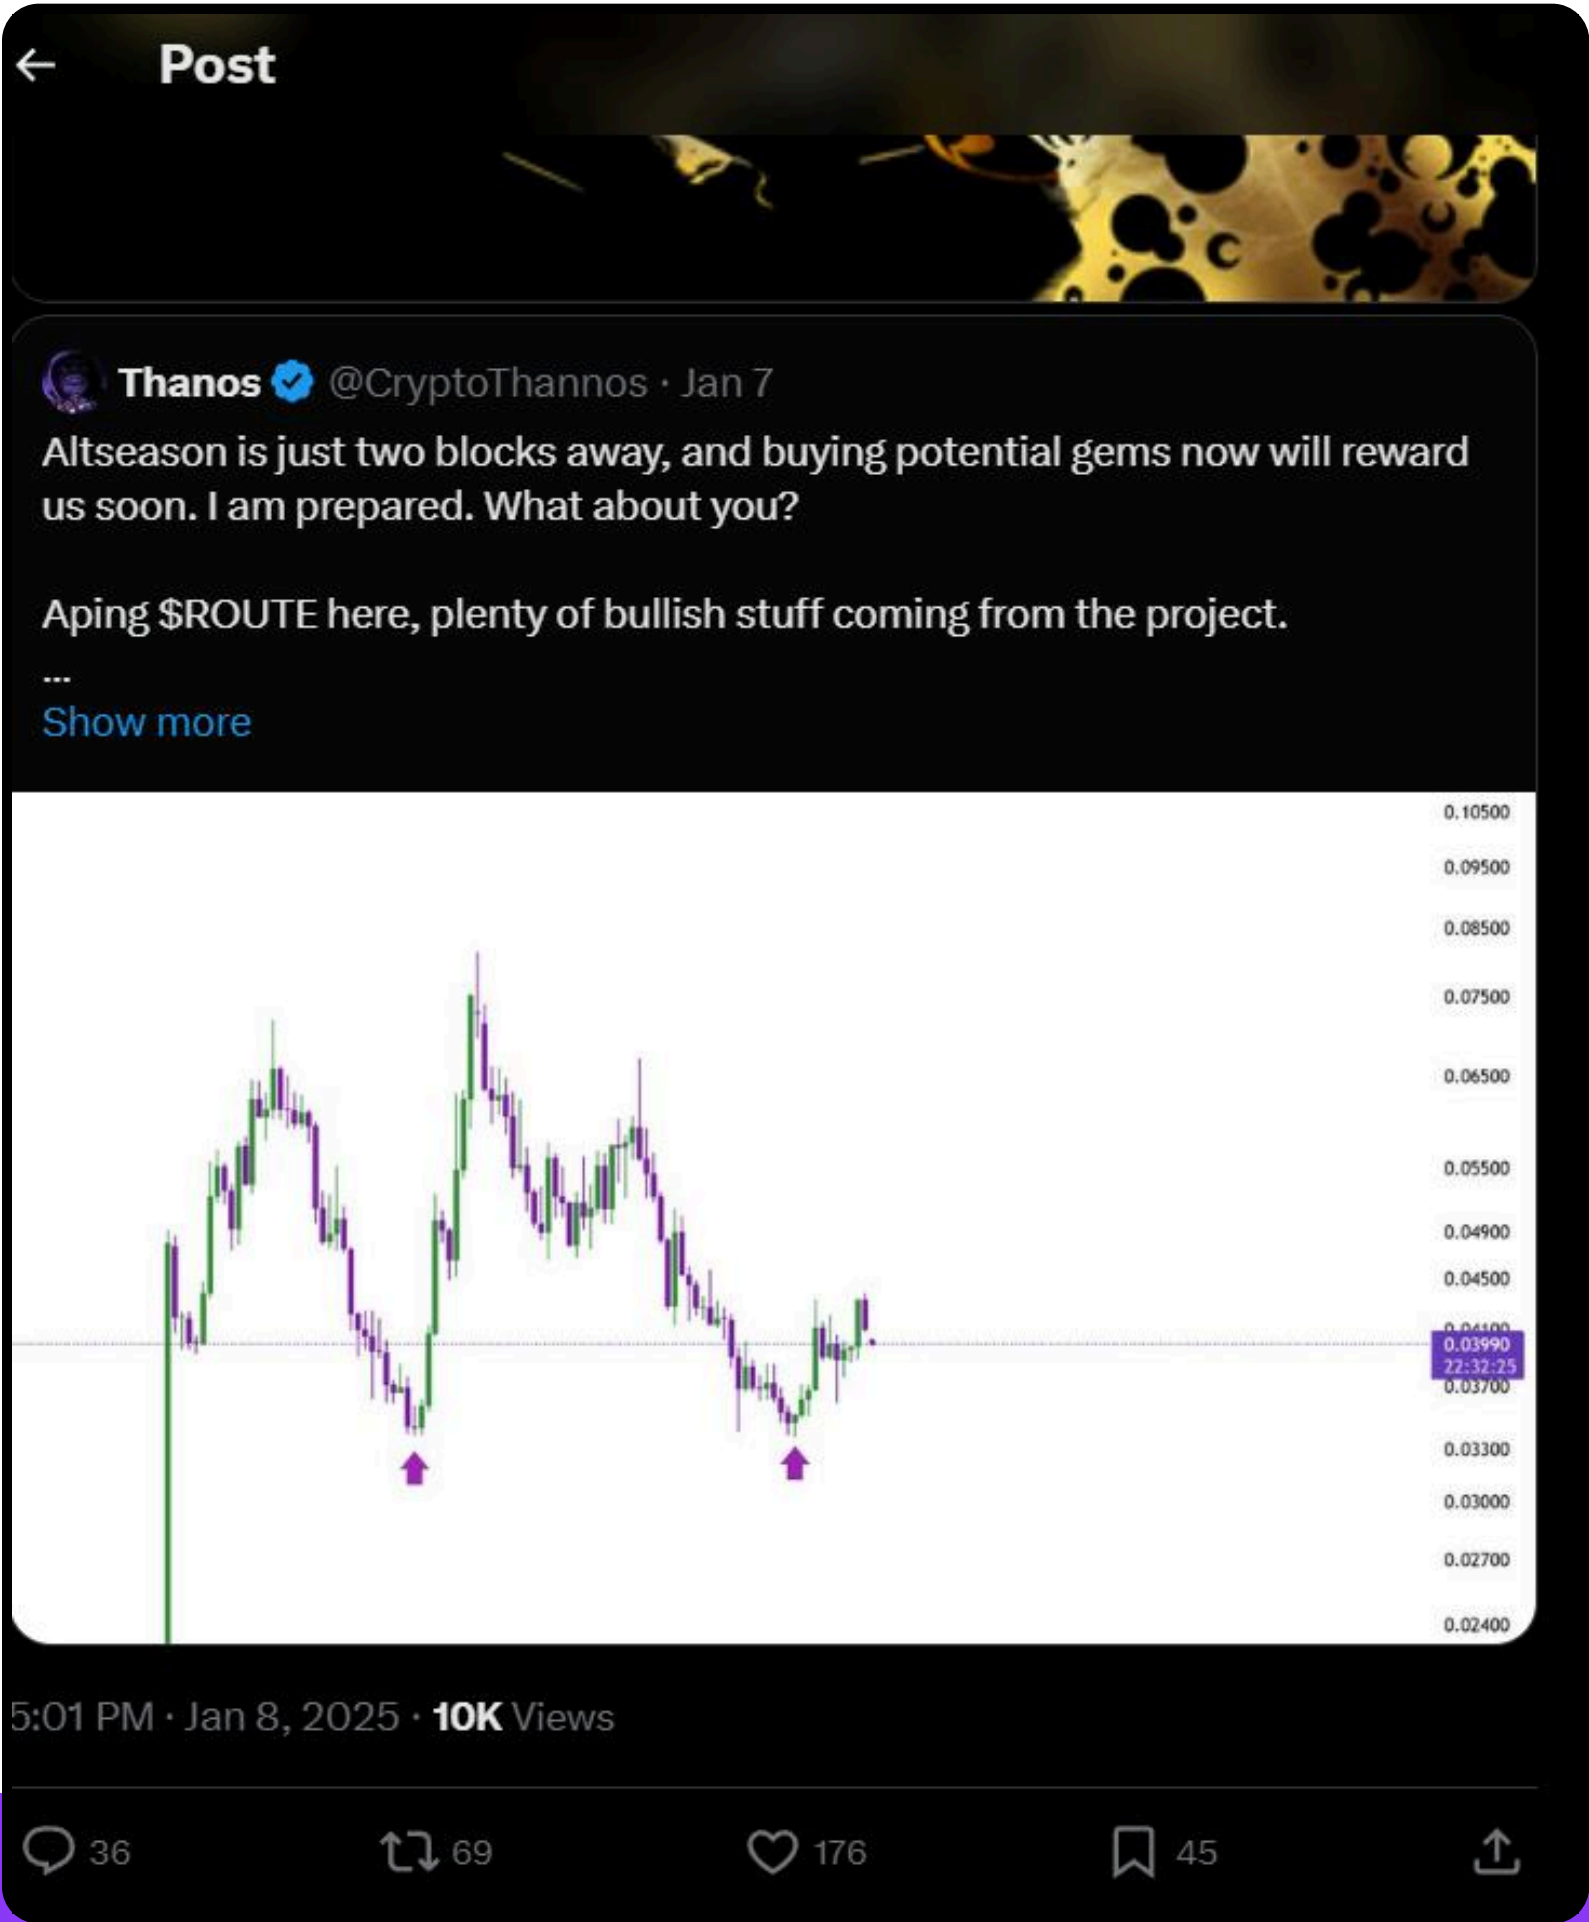 Post
Thanos @CryptoThannos · Jan 7
Altseason is just two blocks away, and buying potential gems now will reward
us soon. I am prepared. What about you?
Aping $ROUTE here, plenty of bullish stuff coming from the project.
...
Show more
0.10500
0.09500
0.08500
0.07500
0.06500
0.05500
0.04900
0.04500
0.04100
0.03990
22:32:25
0.03700
0.03300
0.03000
0.02700
0.02400
5:01 PM · Jan 8, 2025 · 10K Views
36 69 176 45